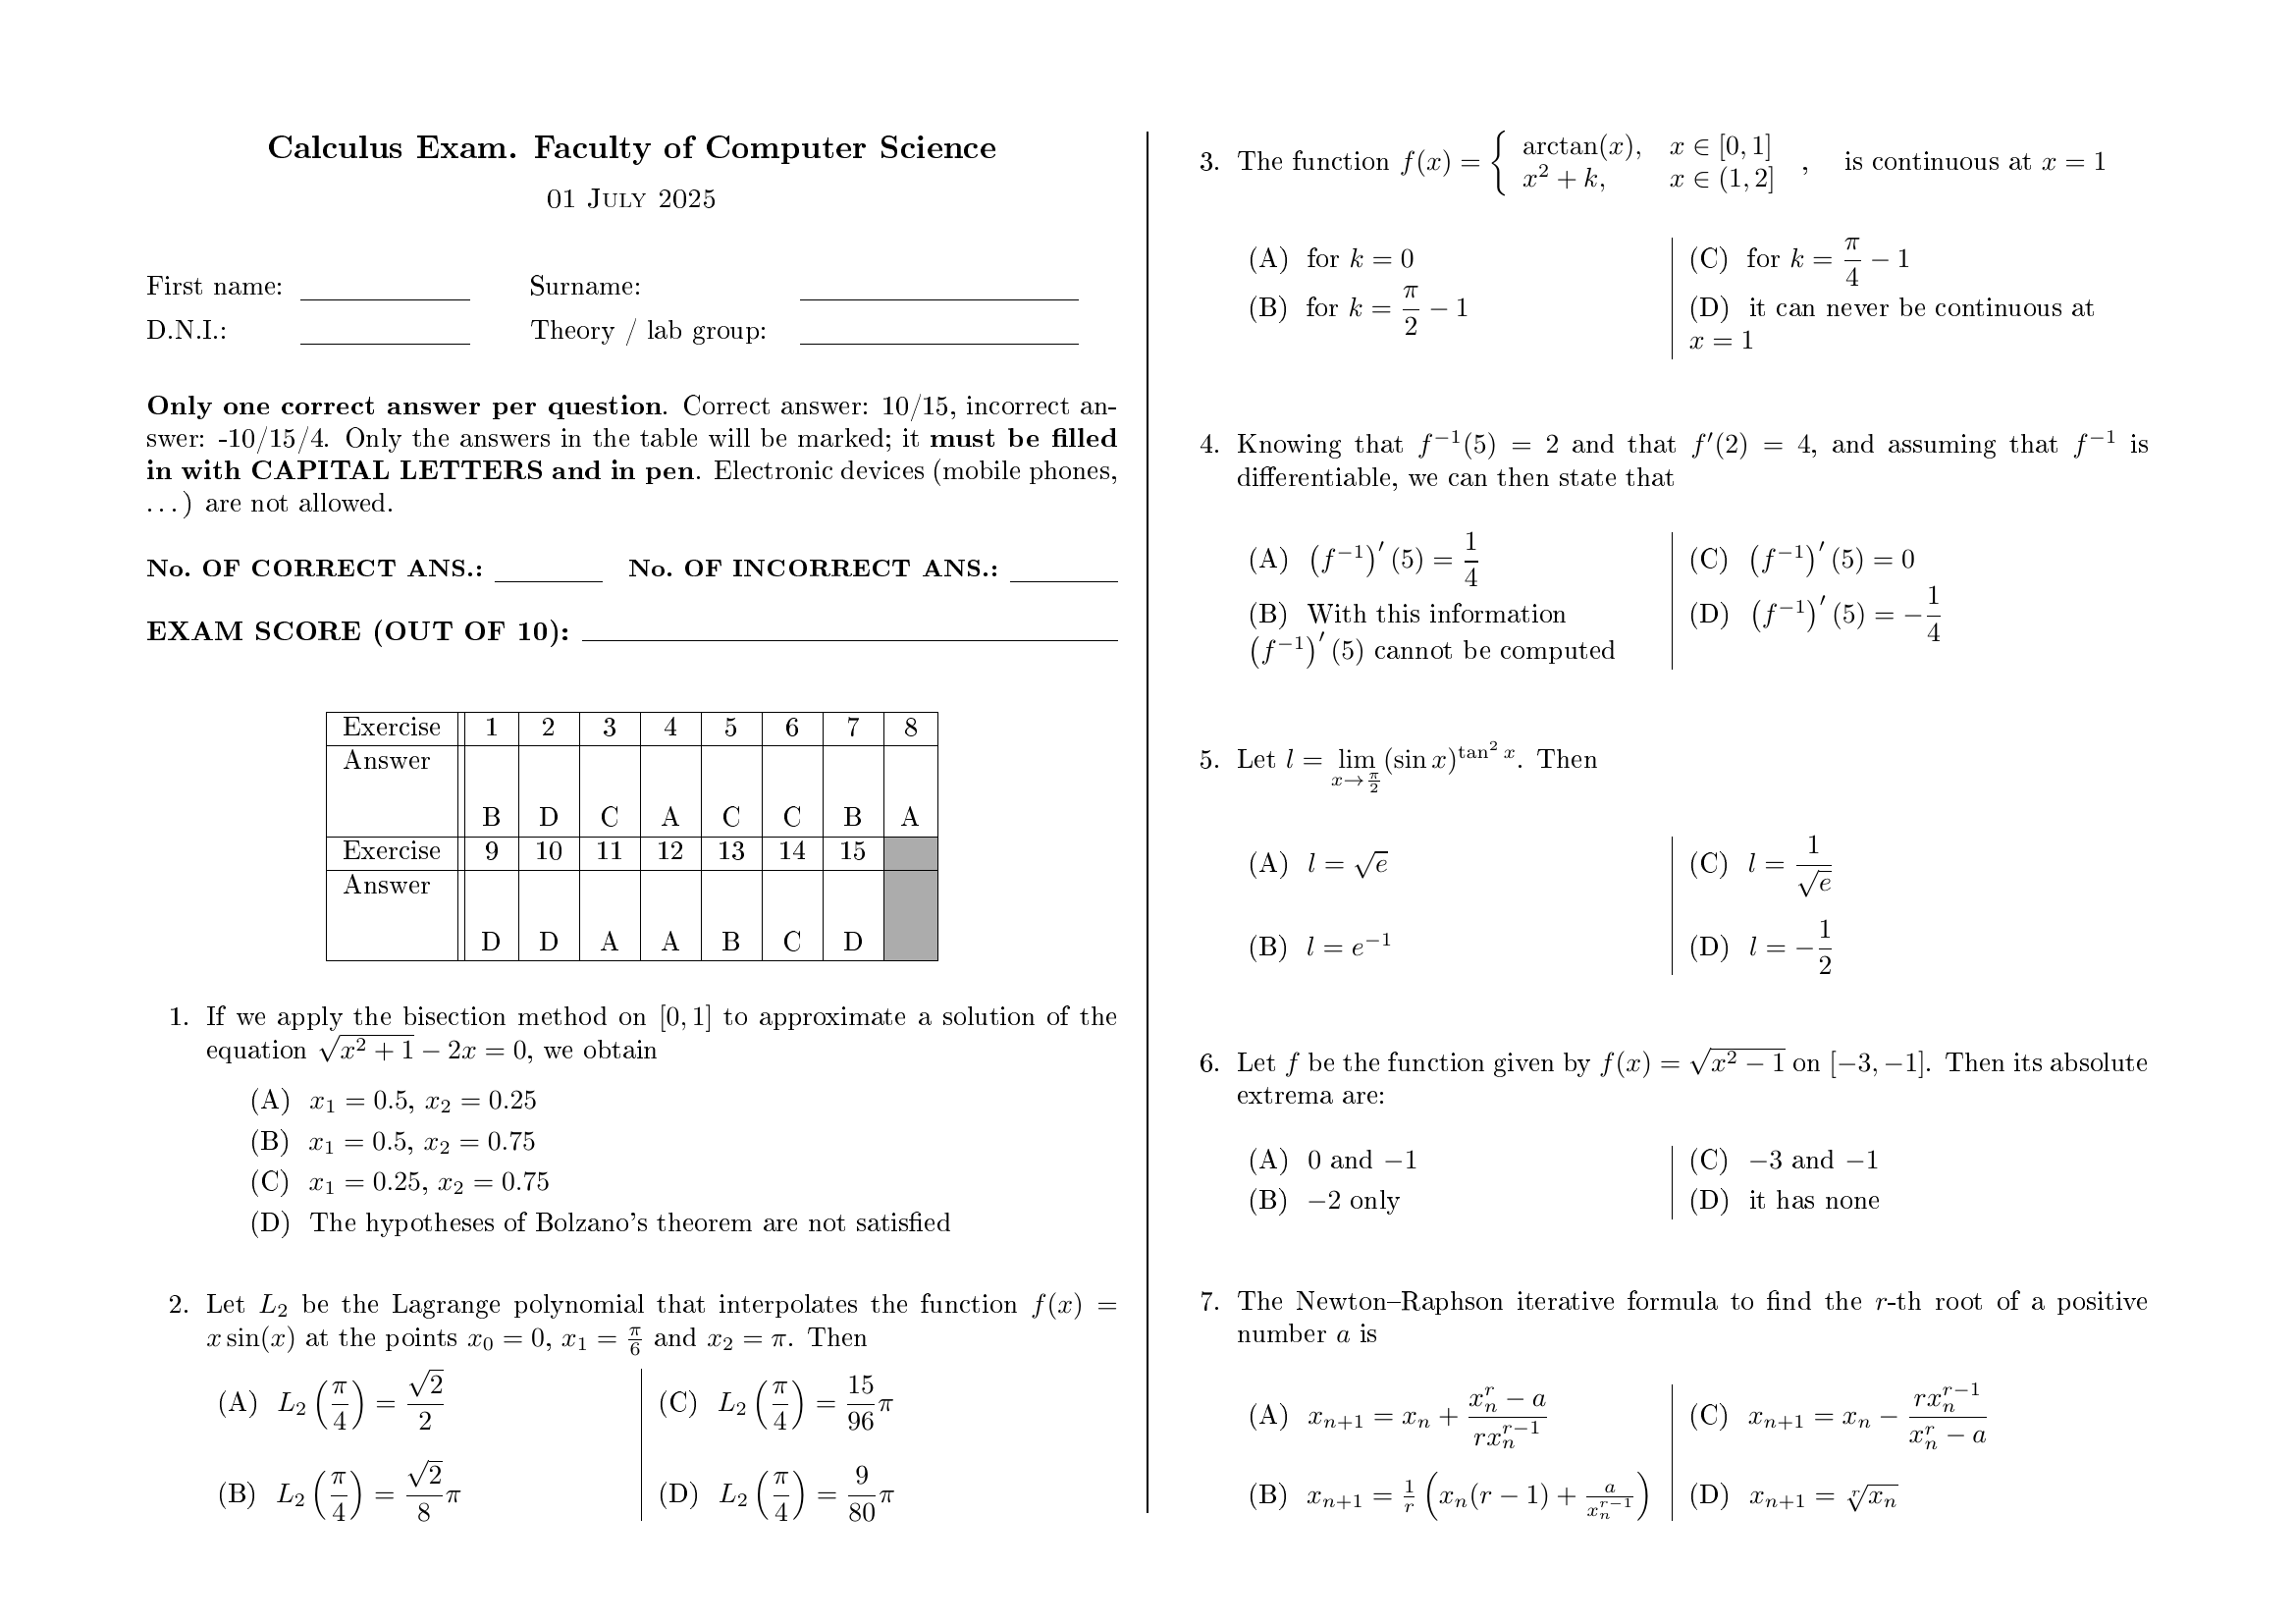 Calculus Exam. Faculty of Computer Science
01 July 2025
First name: Surname:
D.N.I.: Theory / lab group:
Only one correct answer per question. Correct answer: 10/15, incorrect an-
swer: -10/15/4. Only the answers in the table will be marked; it must be filled
in with CAPITAL LETTERS and in pen. Electronic devices (mobile phones,
...) are not allowed.
No. OF CORRECT ANS.: No. OF INCORRECT ANS.:
EXAM SCORE (OUT OF 10):
Exercise 1 2 3 4 5 6 7 8
Answer
B D C A C C B A
Exercise 9 10 11 12 13 14 15
Answer
D D A A B C D
1. If we apply the bisection method on [0, 1] to approximate a solution of the
equation √(x² + 1) − 2x = 0, we obtain
(A) x₁ = 0.5, x₂ = 0.25
(B) x₁ = 0.5, x₂ = 0.75
(C) x₁ = 0.25, x₂ = 0.75
(D) The hypotheses of Bolzano's theorem are not satisfied
2. Let L₂ be the Lagrange polynomial that interpolates the function f(x) =
x sin(x) at the points x₀ = 0, x₁ = π/6 and x₂ = π. Then
(A) L₂(π/4) = √2/2
(B) L₂(π/4) = √2/8 π
(C) L₂(π/4) = 15/96 π
(D) L₂(π/4) = 9/80 π
3. The function f(x) = { arctan(x), x ∈ [0, 1]
x² + k, x ∈ (1, 2] , is continuous at x = 1
(A) for k = 0
(B) for k = π/2 − 1
(C) for k = π/4 − 1
(D) it can never be continuous at
x = 1
4. Knowing that f⁻¹(5) = 2 and that f′(2) = 4, and assuming that f⁻¹ is
differentiable, we can then state that
(A) (f⁻¹)′(5) = 1/4
(B) With this information
(f⁻¹)′(5) cannot be computed
(C) (f⁻¹)′(5) = 0
(D) (f⁻¹)′(5) = −1/4
5. Let l = lim x→π/2 (sin x)^(tan² x). Then
(A) l = √e
(B) l = e⁻¹
(C) l = 1/√e
(D) l = −1/2
6. Let f be the function given by f(x) = √(x² − 1) on [−3, −1]. Then its absolute
extrema are:
(A) 0 and −1
(B) −2 only
(C) −3 and −1
(D) it has none
7. The Newton–Raphson iterative formula to find the r-th root of a positive
number a is
(A) xₙ₊₁ = xₙ + (xₙ^r − a)/(r xₙ^(r−1))
(B) xₙ₊₁ = 1/r (xₙ(r − 1) + a/xₙ^(r−1))
(C) xₙ₊₁ = xₙ − (r xₙ^(r−1))/(xₙ^r − a)
(D) xₙ₊₁ = ʳ√xₙ